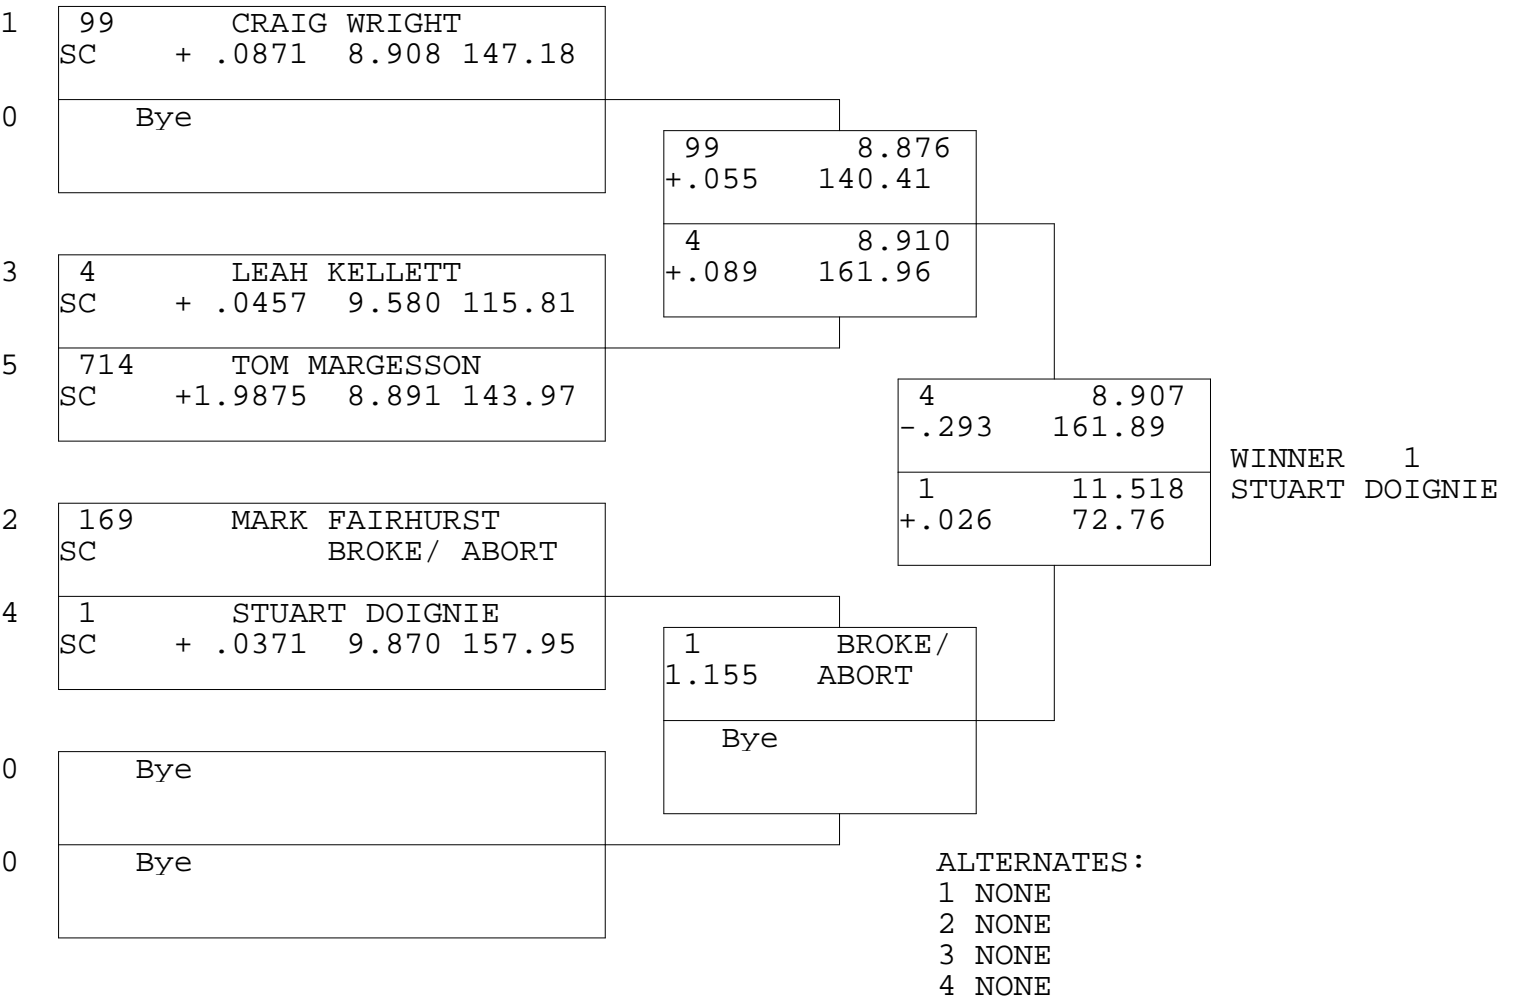 1 99 CRAIG WRIGHT
SC + .0871 8.908 147.18
0 Bye
99 8.876
+.055 140.41
4 8.910
+.089 161.96
3 4 LEAH KELLETT
SC + .0457 9.580 115.81
5 714 TOM MARGESSON
SC +1.9875 8.891 143.97
4 8.907
-.293 161.89
1 11.518
+.026 72.76
WINNER 1
STUART DOIGNIE
2 169 MARK FAIRHURST
SC BROKE/ ABORT
4 1 STUART DOIGNIE
SC + .0371 9.870 157.95
1 BROKE/
1.155 ABORT
Bye
0 Bye
0 Bye
ALTERNATES:
1 NONE
2 NONE
3 NONE
4 NONE